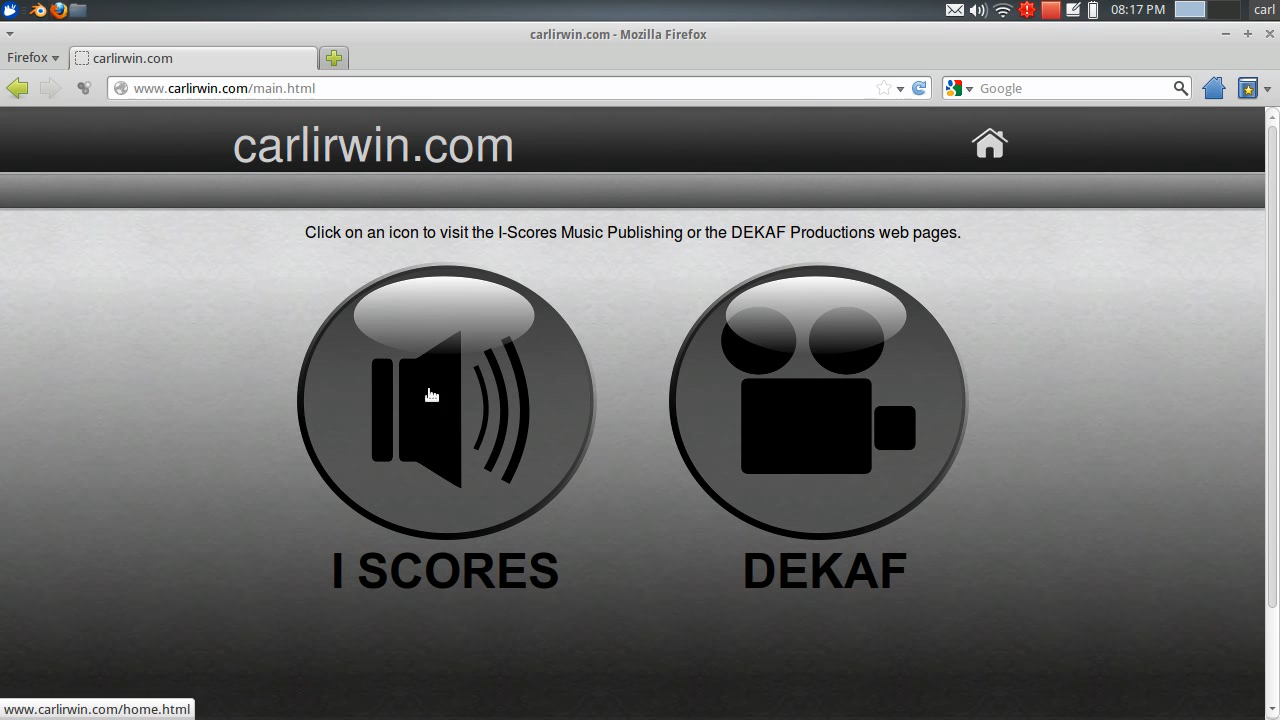 08:17 PM
carl
carlirwin.com - Mozilla Firefox
Firefox
carlirwin.com
www.carlirwin.com/main.html
Google
carlirwin.com
Click on an icon to visit the I-Scores Music Publishing or the DEKAF Productions web pages.
I SCORES
DEKAF
www.carlirwin.com/home.html